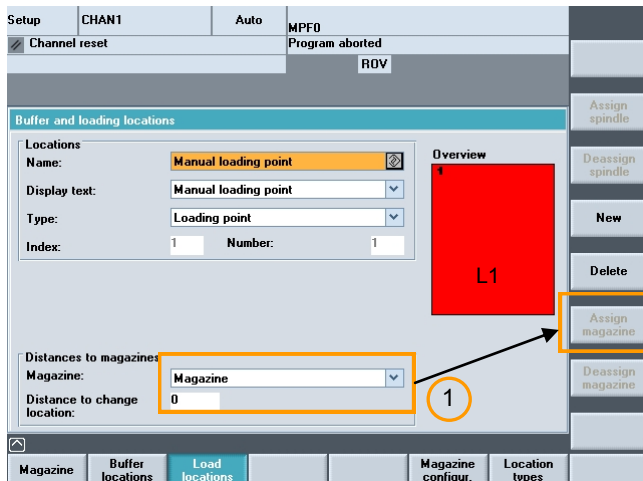 Setup CHAN1 Auto MPF0
Channel reset Program aborted
ROV
Buffer and loading locations
Locations
Name: Manual loading point
Display text: Manual loading point
Type: Loading point
Index: 1 Number: 1
Overview
1
L1
Distances to magazines
Magazine: Magazine
Distance to change
location: 0
1
Assign
spindle
Deassign
spindle
New
Delete
Assign
magazine
Deassign
magazine
Magazine
Buffer
locations
Load
locations
Magazine
configur.
Location
types